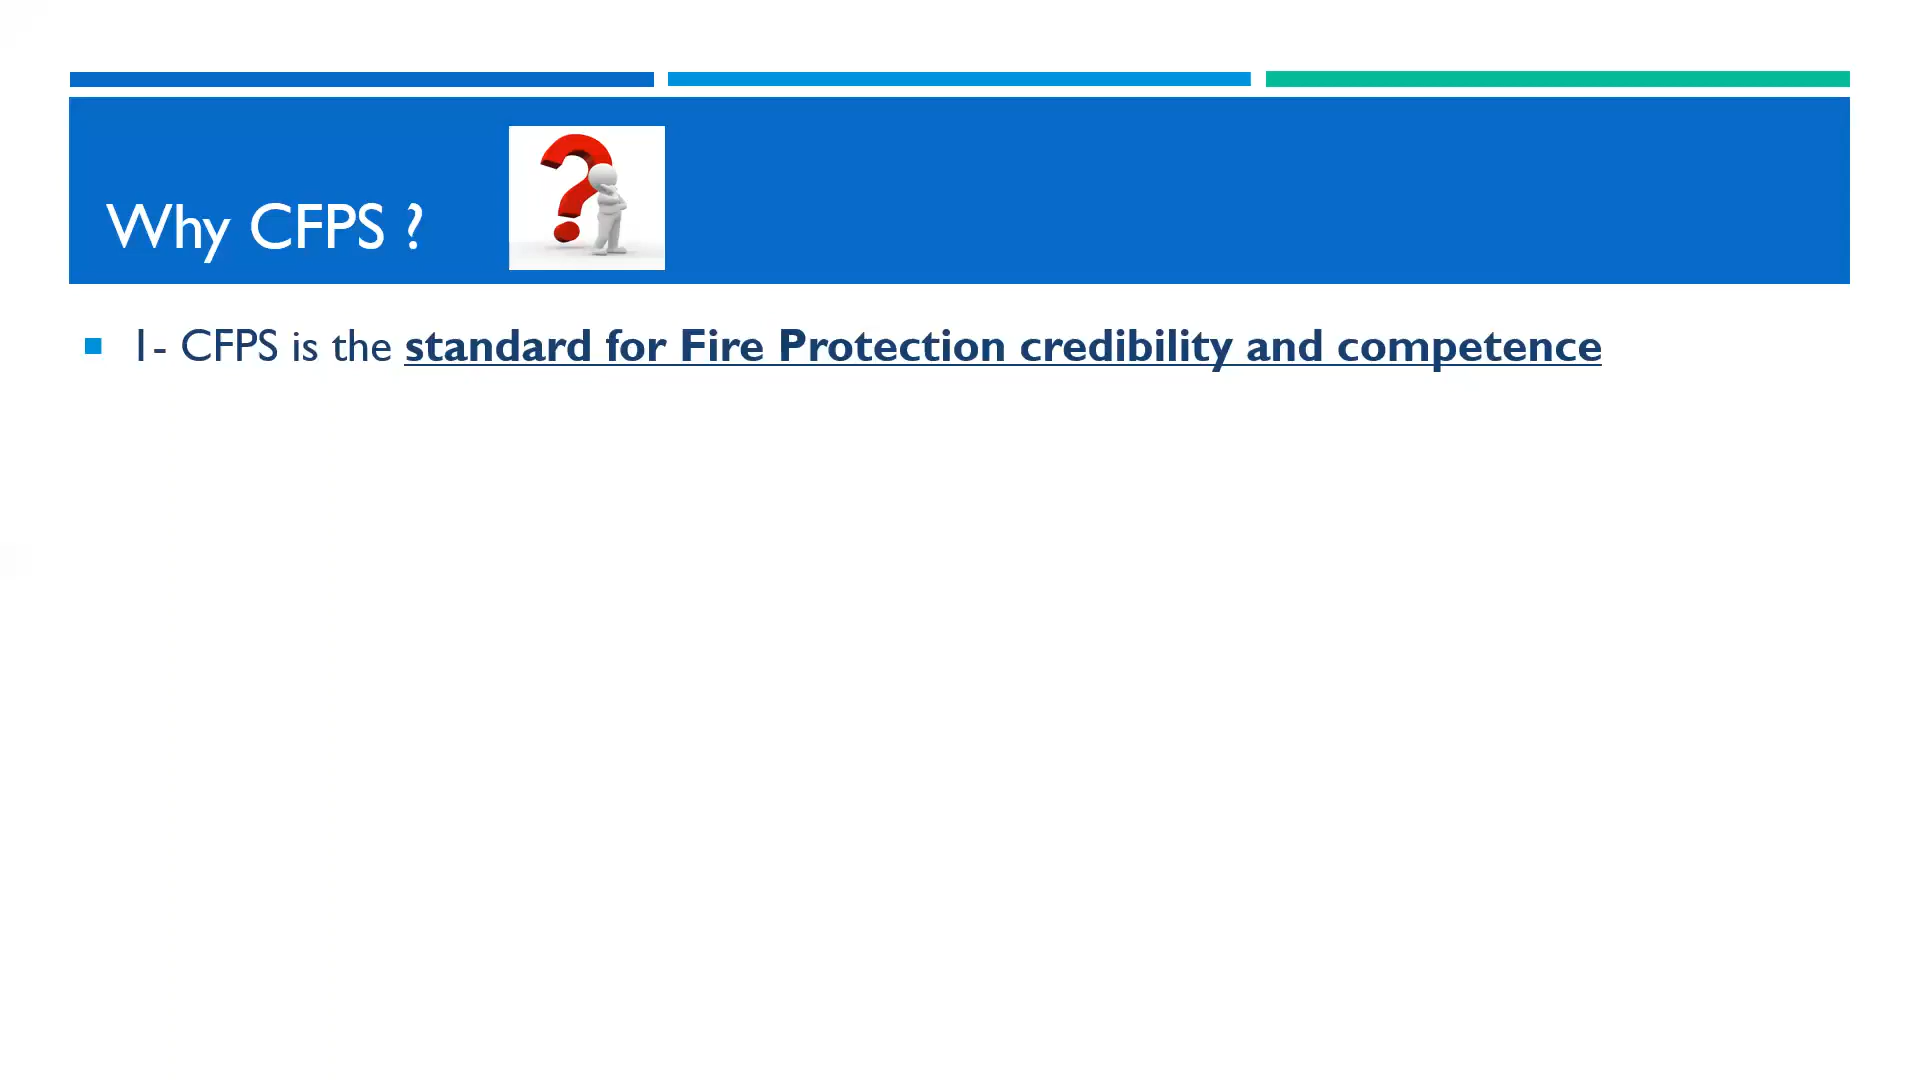 Why CFPS ?
1- CFPS is the standard for Fire Protection credibility and competence